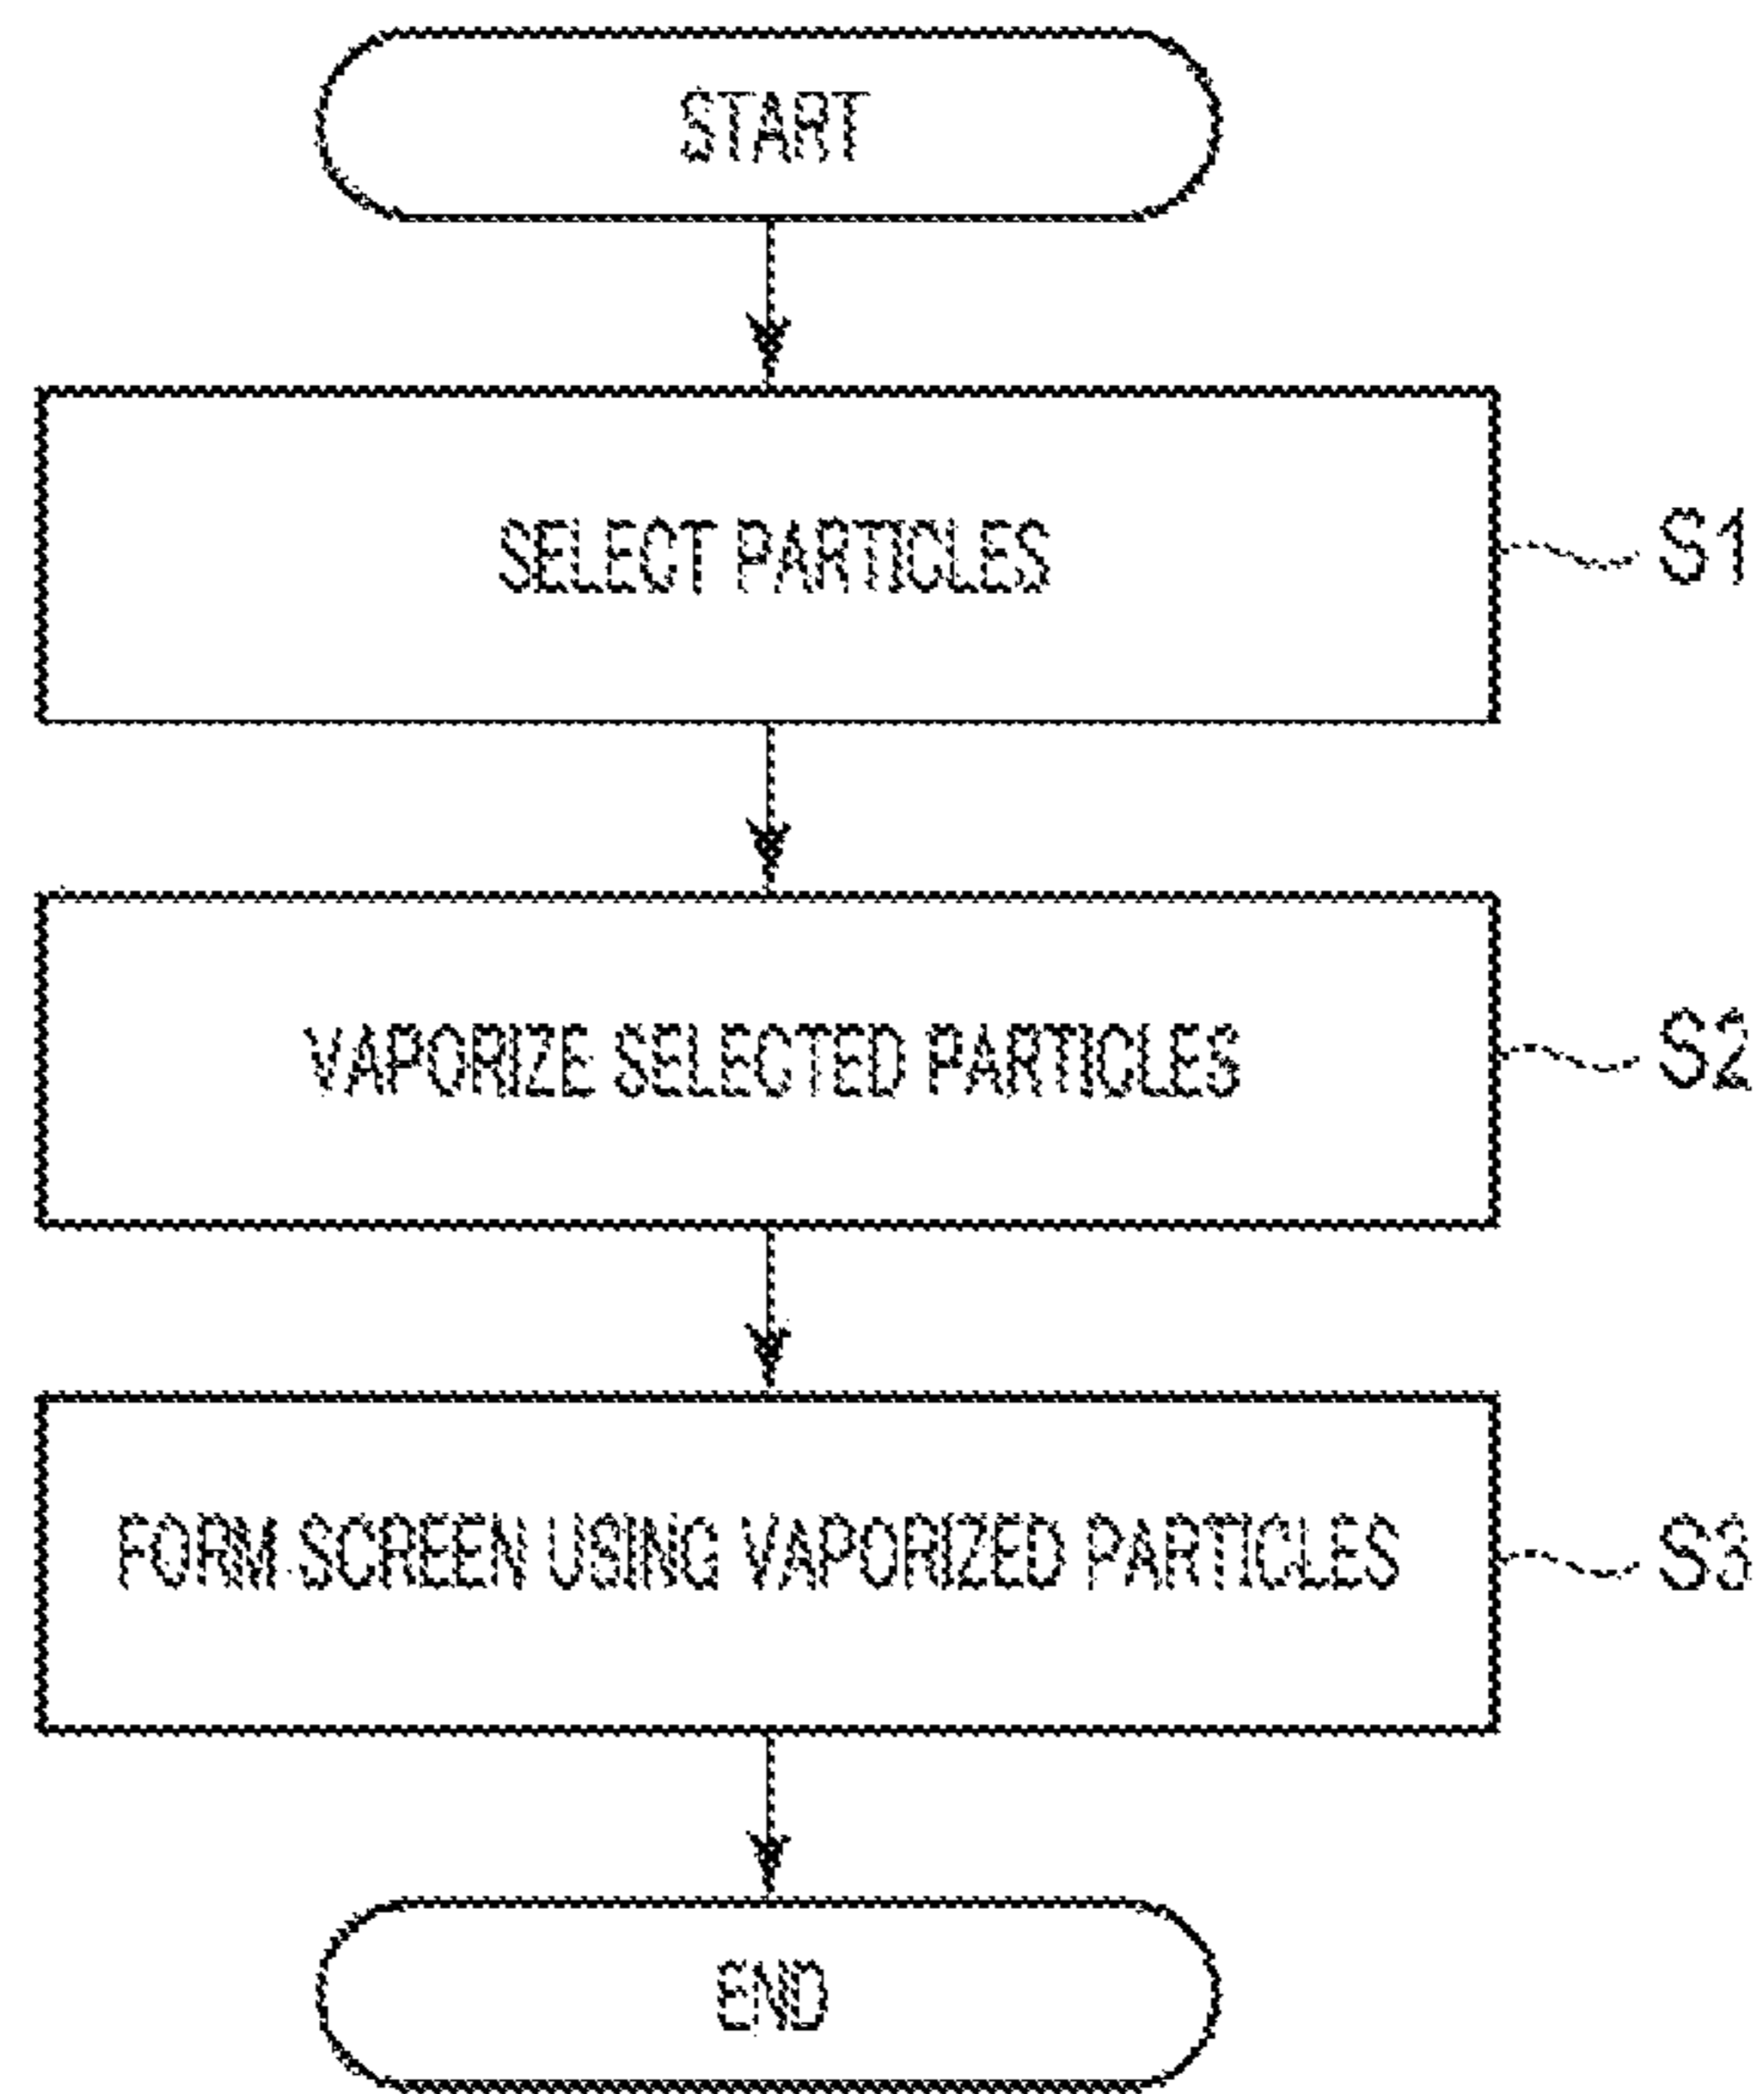 START
SELECT PARTICLES
S1
VAPORIZE SELECTED PARTICLES
S2
FORM SCREEN USING VAPORIZED PARTICLES
S3
END